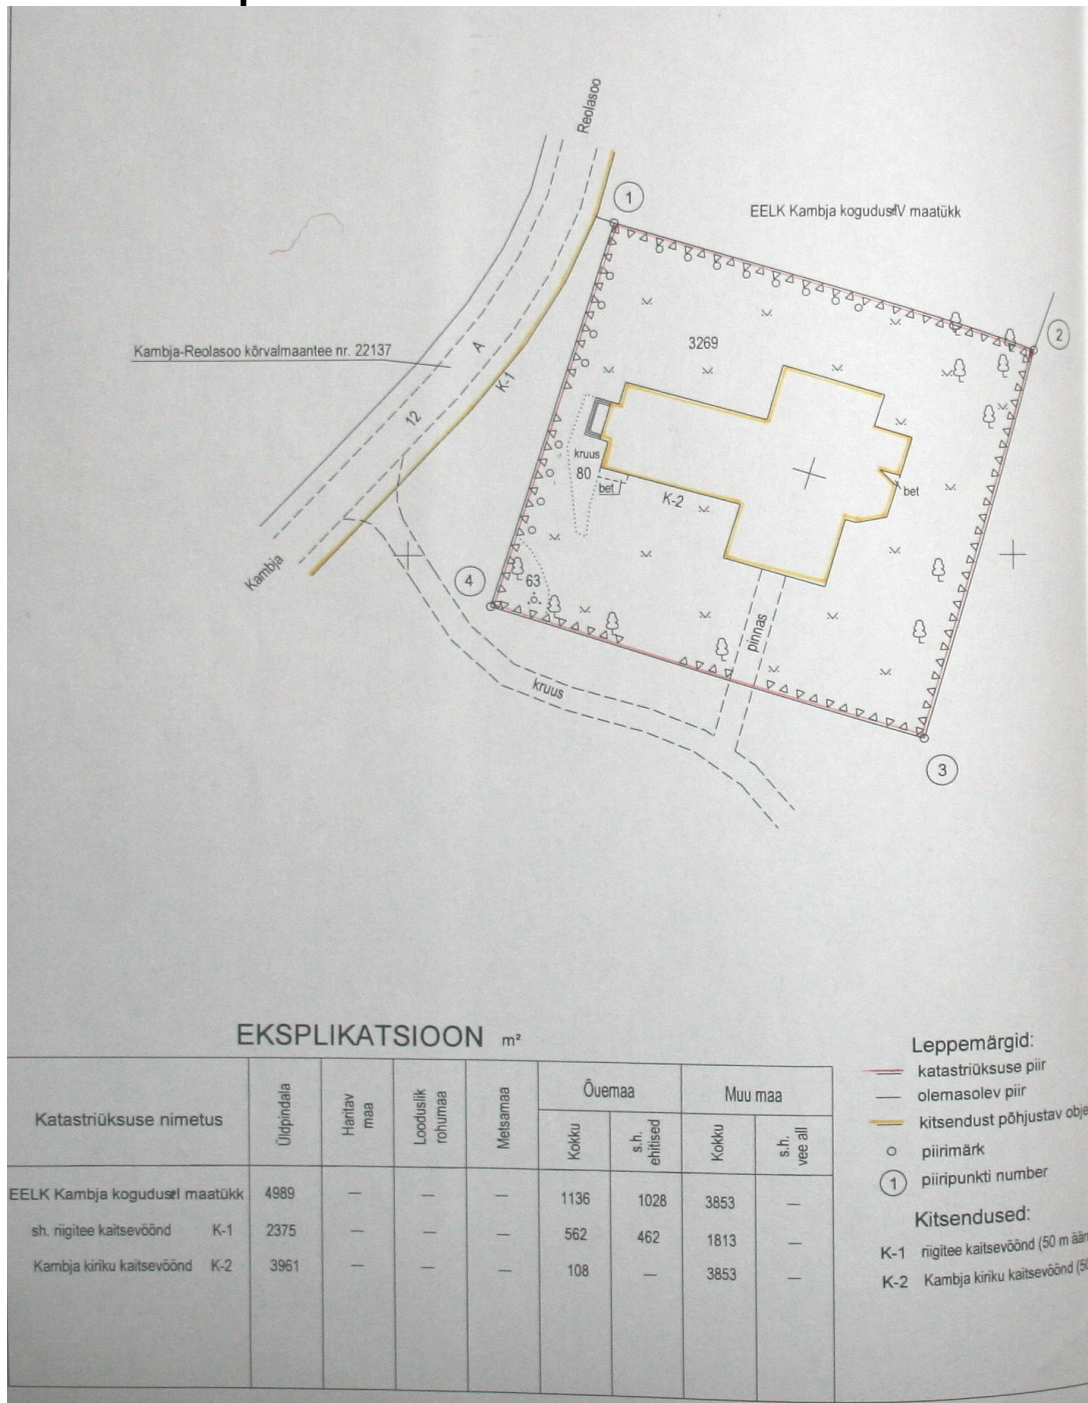 Reolasoo
1
EELK Kambja koguduse IV maatükk
2
3269
Kambja-Reolasoo kõrvalmaantee nr. 22137
A
K-1
12
kruus
80
bet
K-2
bet
Kambja
4
63
pinnas
kruus
3
EKSPLIKATSIOON m²
Katastriüksuse nimetus
Üldpindala
Haritav maa
Looduslik rohumaa
Metsamaa
Õuemaa
Muu maa
Kokku
s.h. ehitised
Kokku
s.h. vee all
EELK Kambja koguduse I maatükk 4989 — — — 1136 1028 3853 —
sh. riigitee kaitsevöönd K-1 2375 — — — 562 462 1813 —
Kambja kiriku kaitsevöönd K-2 3961 — — — 108 — 3853 —
Leppemärgid:
katastriüksuse piir
olemasolev piir
kitsendust põhjustav obje
piirimärk
1 piiripunkti number
Kitsendused:
K-1 riigitee kaitsevöönd (50 m äär
K-2 Kambja kiriku kaitsevöönd (50